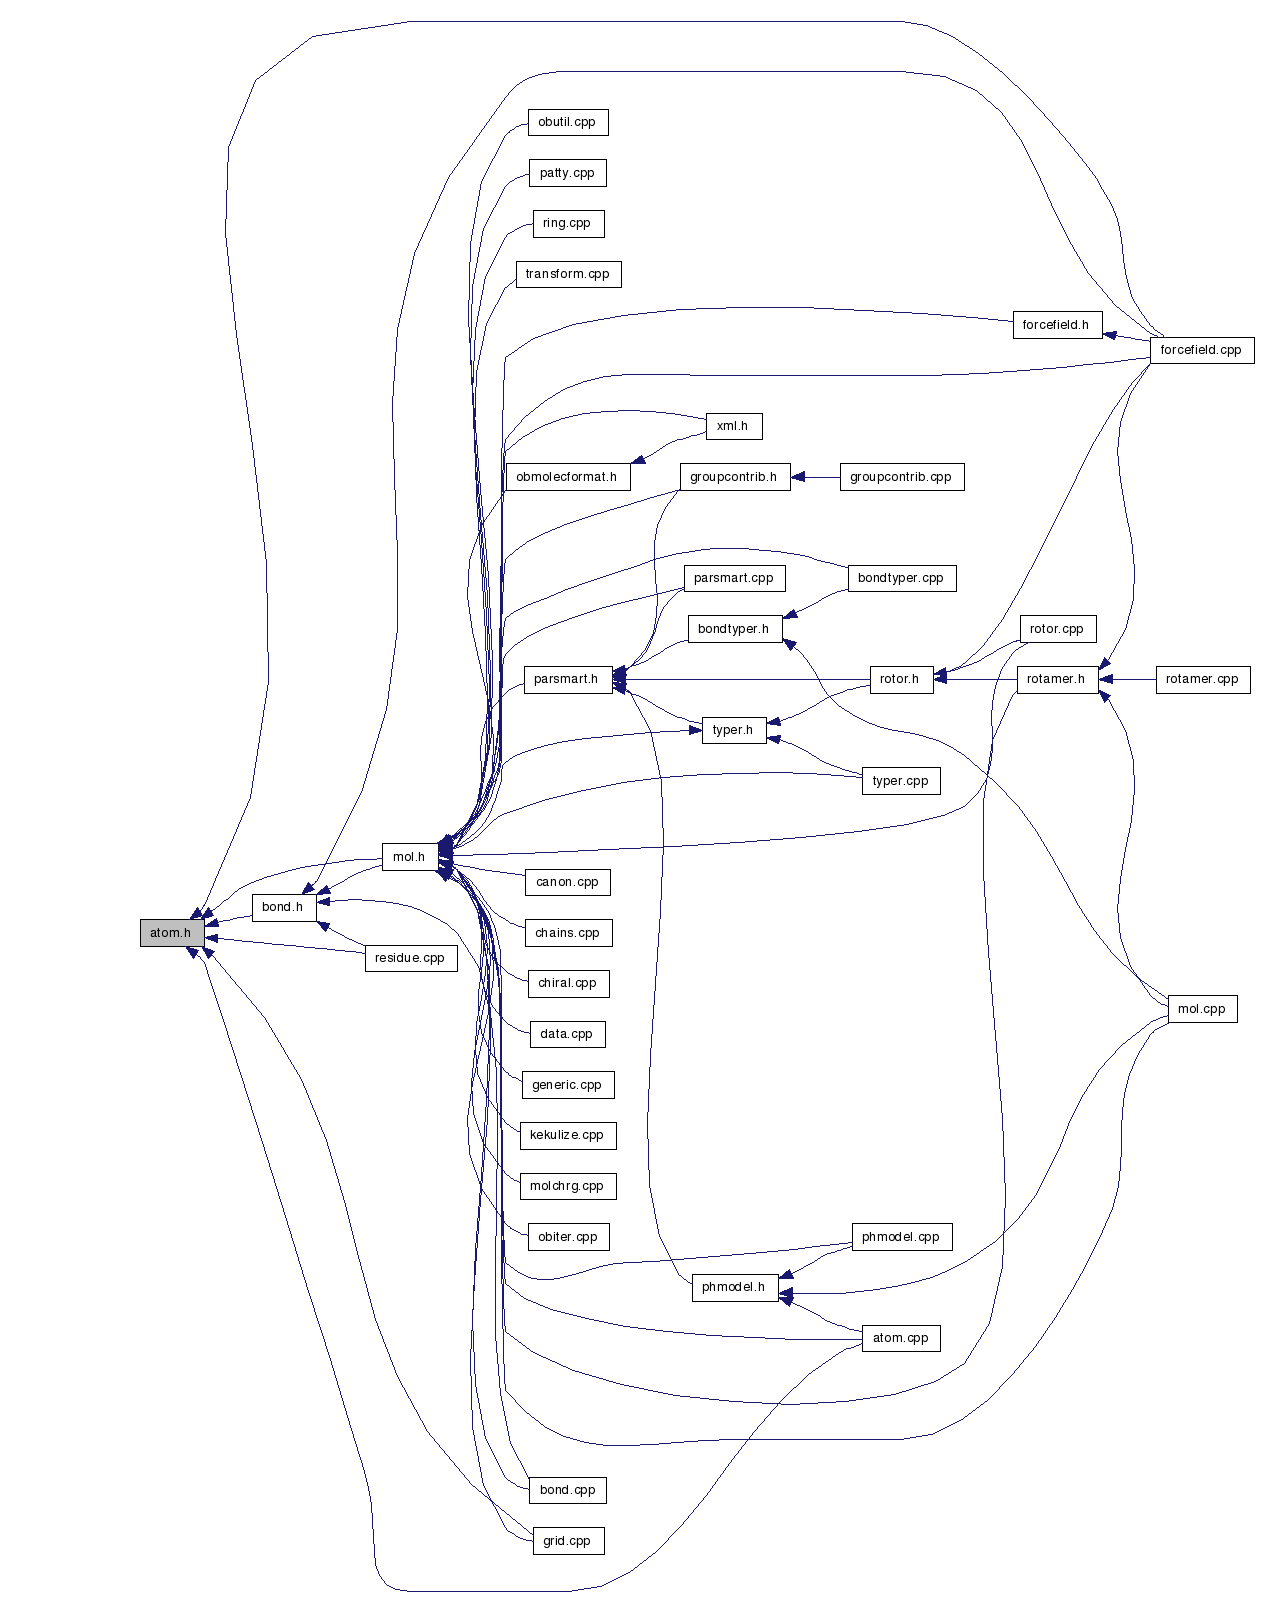 obutil.cpp
patty.cpp
ring.cpp
transform.cpp
forcefield.h
forcefield.cpp
xml.h
obmolecformat.h
groupcontrib.h
groupcontrib.cpp
parsmart.cpp
bondtyper.cpp
bondtyper.h
rotor.cpp
parsmart.h
rotor.h
rotamer.h
rotamer.cpp
typer.h
typer.cpp
mol.h
canon.cpp
bond.h
atom.h
chains.cpp
residue.cpp
chiral.cpp
mol.cpp
data.cpp
generic.cpp
kekulize.cpp
molchrg.cpp
obiter.cpp
phmodel.cpp
phmodel.h
atom.cpp
bond.cpp
grid.cpp